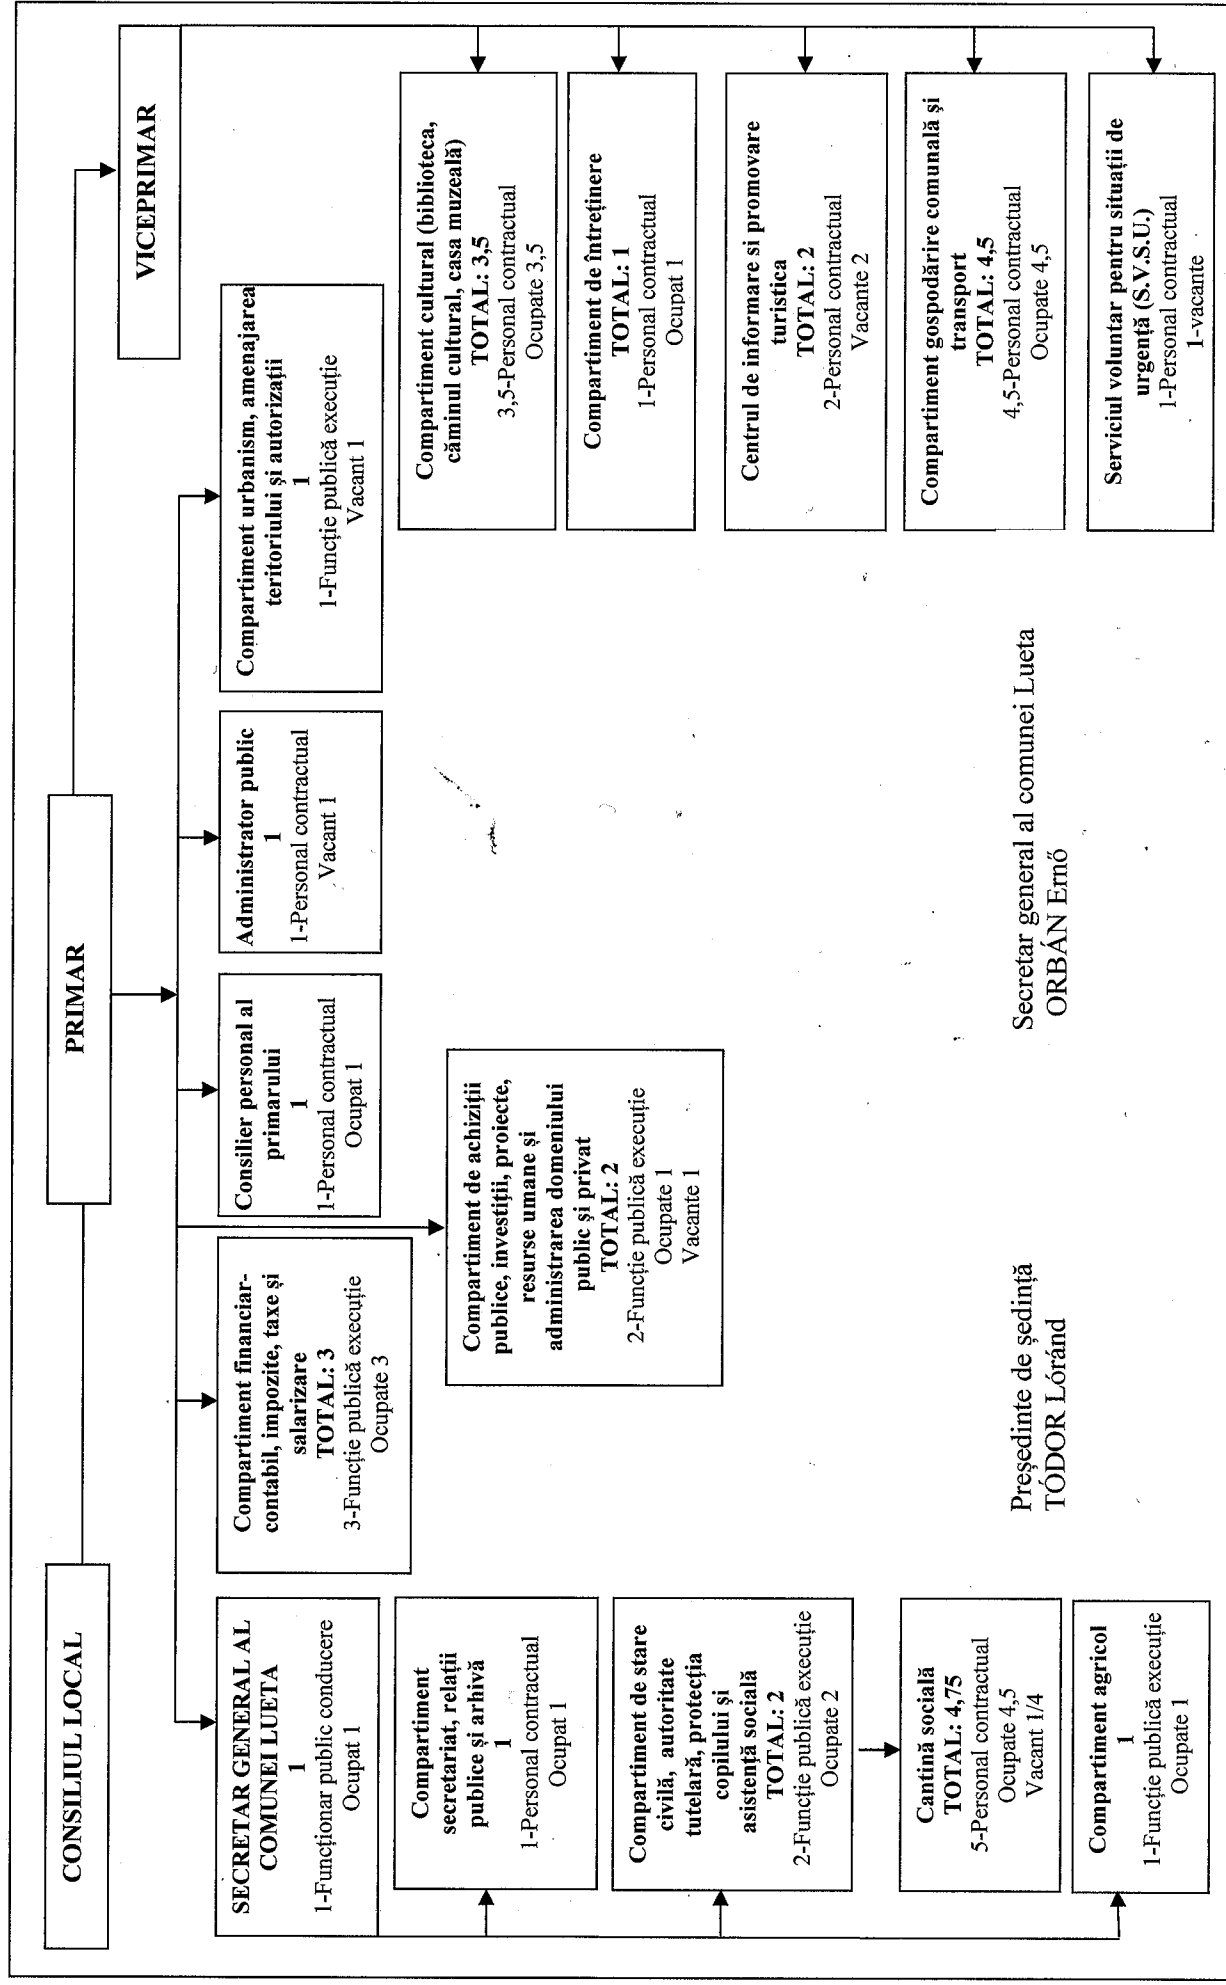 CONSILIUL LOCAL
PRIMAR
VICEPRIMAR
SECRETAR GENERAL AL
COMUNEI LUETA
1
1-Funcționar public conducere
Ocupat 1
Compartiment financiar-
contabil, impozite, taxe și
salarizare
TOTAL: 3
3-Funcție publică execuție
Ocupate 3
Consilier personal al
primarului
1
1-Personal contractual
Ocupat 1
Administrator public
1
1-Personal contractual
Vacant 1
Compartiment urbanism, amenajarea
teritoriului și autorizații
1
1-Funcție publică execuție
Vacant 1
Compartiment
secretariat, relații
publice și arhivă
1
1-Personal contractual
Ocupat 1
Compartiment de stare
civilă, autoritate
tutelară, protecția
copilului și
asistență socială
TOTAL: 2
2-Funcție publică execuție
Ocupate 2
Cantină socială
TOTAL: 4,75
5-Personal contractual
Ocupate 4,5
Vacant 1/4
Compartiment agricol
1
1-Funcție publică execuție
Ocupate 1
Compartiment de achiziții
publice, investiții, proiecte,
resurse umane și
administrarea domeniului
public și privat
TOTAL: 2
2-Funcție publică execuție
Ocupate 1
Vacante 1
Compartiment cultural (biblioteca,
căminul cultural, casa muzeală)
TOTAL: 3,5
3,5-Personal contractual
Ocupate 3,5
Compartiment de întreținere
TOTAL: 1
1-Personal contractual
Ocupat 1
Centrul de informare si promovare
turistica
TOTAL: 2
2-Personal contractual
Vacante 2
Compartiment gospodărire comunală și
transport
TOTAL: 4,5
4,5-Personal contractual
Ocupate 4,5
Serviciul voluntar pentru situații de
urgență (S.V.S.U.)
1-Personal contractual
1-vacante
Președinte de ședință
TÓDOR Lóránd
Secretar general al comunei Lueta
ORBÁN Ernő